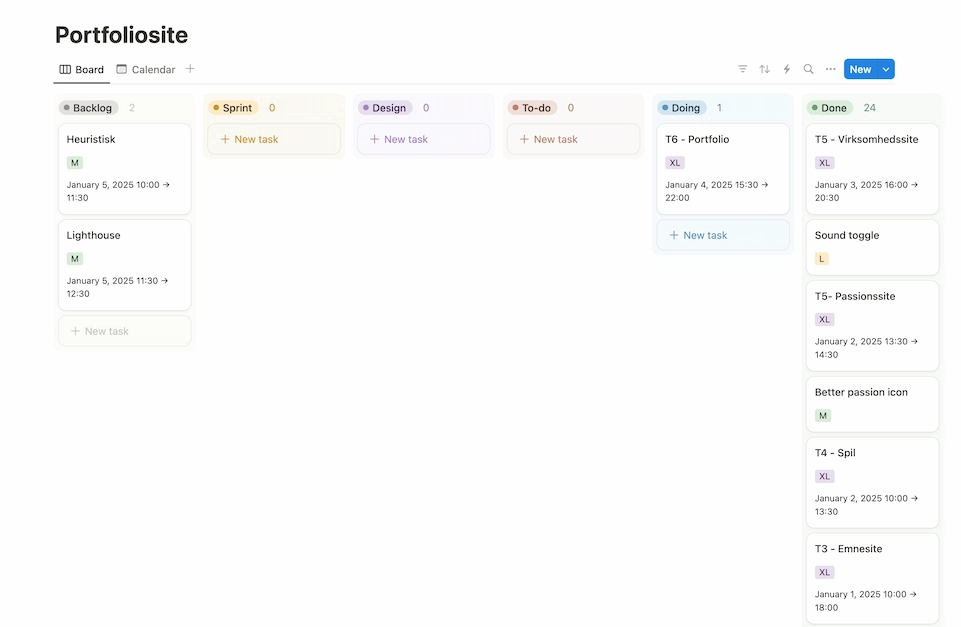 Portfoliosite
Board Calendar
New
Backlog 2
Heuristisk
M
January 5, 2025 10:00 →
11:30
Lighthouse
M
January 5, 2025 11:30 →
12:30
+ New task
Sprint 0
+ New task
Design 0
+ New task
To-do 0
+ New task
Doing 1
T6 - Portfolio
XL
January 4, 2025 15:30 →
22:00
+ New task
Done 24
T5 - Virksomhedssite
XL
January 3, 2025 16:00 →
20:30
Sound toggle
L
T5- Passionssite
XL
January 2, 2025 13:30 →
14:30
Better passion icon
M
T4 - Spil
XL
January 2, 2025 10:00 →
13:30
T3 - Emnesite
XL
January 1, 2025 10:00 →
18:00